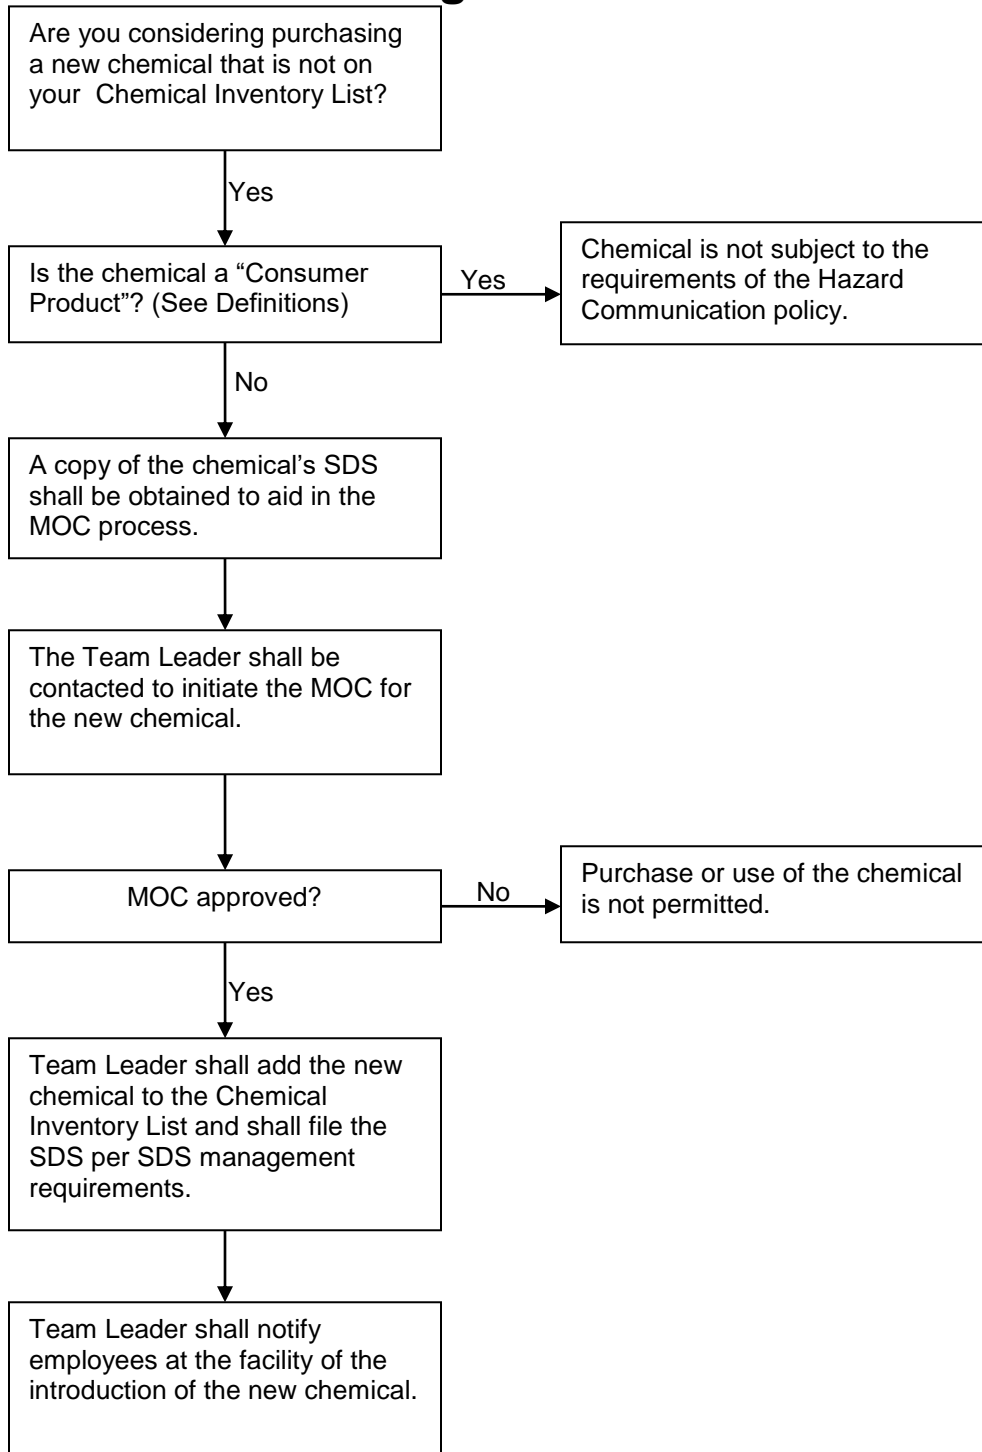 Are you considering purchasing
a new chemical that is not on
your  Chemical Inventory List?
Yes
Is the chemical a “Consumer
Product”? (See Definitions)
Yes
Chemical is not subject to the
requirements of the Hazard
Communication policy.
No
A copy of the chemical’s SDS
shall be obtained to aid in the
MOC process.
The Team Leader shall be
contacted to initiate the MOC for
the new chemical.
MOC approved?
No
Purchase or use of the chemical
is not permitted.
Yes
Team Leader shall add the new
chemical to the Chemical
Inventory List and shall file the
SDS per SDS management
requirements.
Team Leader shall notify
employees at the facility of the
introduction of the new chemical.